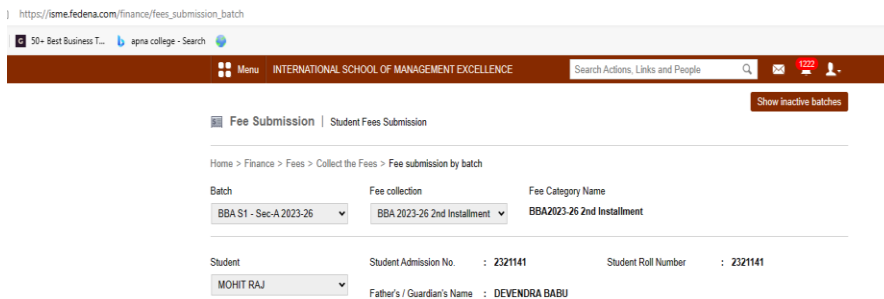 https://isme.fedena.com/finance/fees_submission_batch
50+ Best Business T... apna college - Search
Menu INTERNATIONAL SCHOOL OF MANAGEMENT EXCELLENCE Search Actions, Links and People 1222
Show inactive batches
Fee Submission | Student Fees Submission
Home > Finance > Fees > Collect the Fees > Fee submission by batch
Batch Fee collection Fee Category Name
BBA S1 - Sec-A 2023-26 BBA 2023-26 2nd Installment BBA2023-26 2nd Installment
Student Student Admission No. : 2321141 Student Roll Number : 2321141
MOHIT RAJ
Father's / Guardian's Name : DEVENDRA BABU